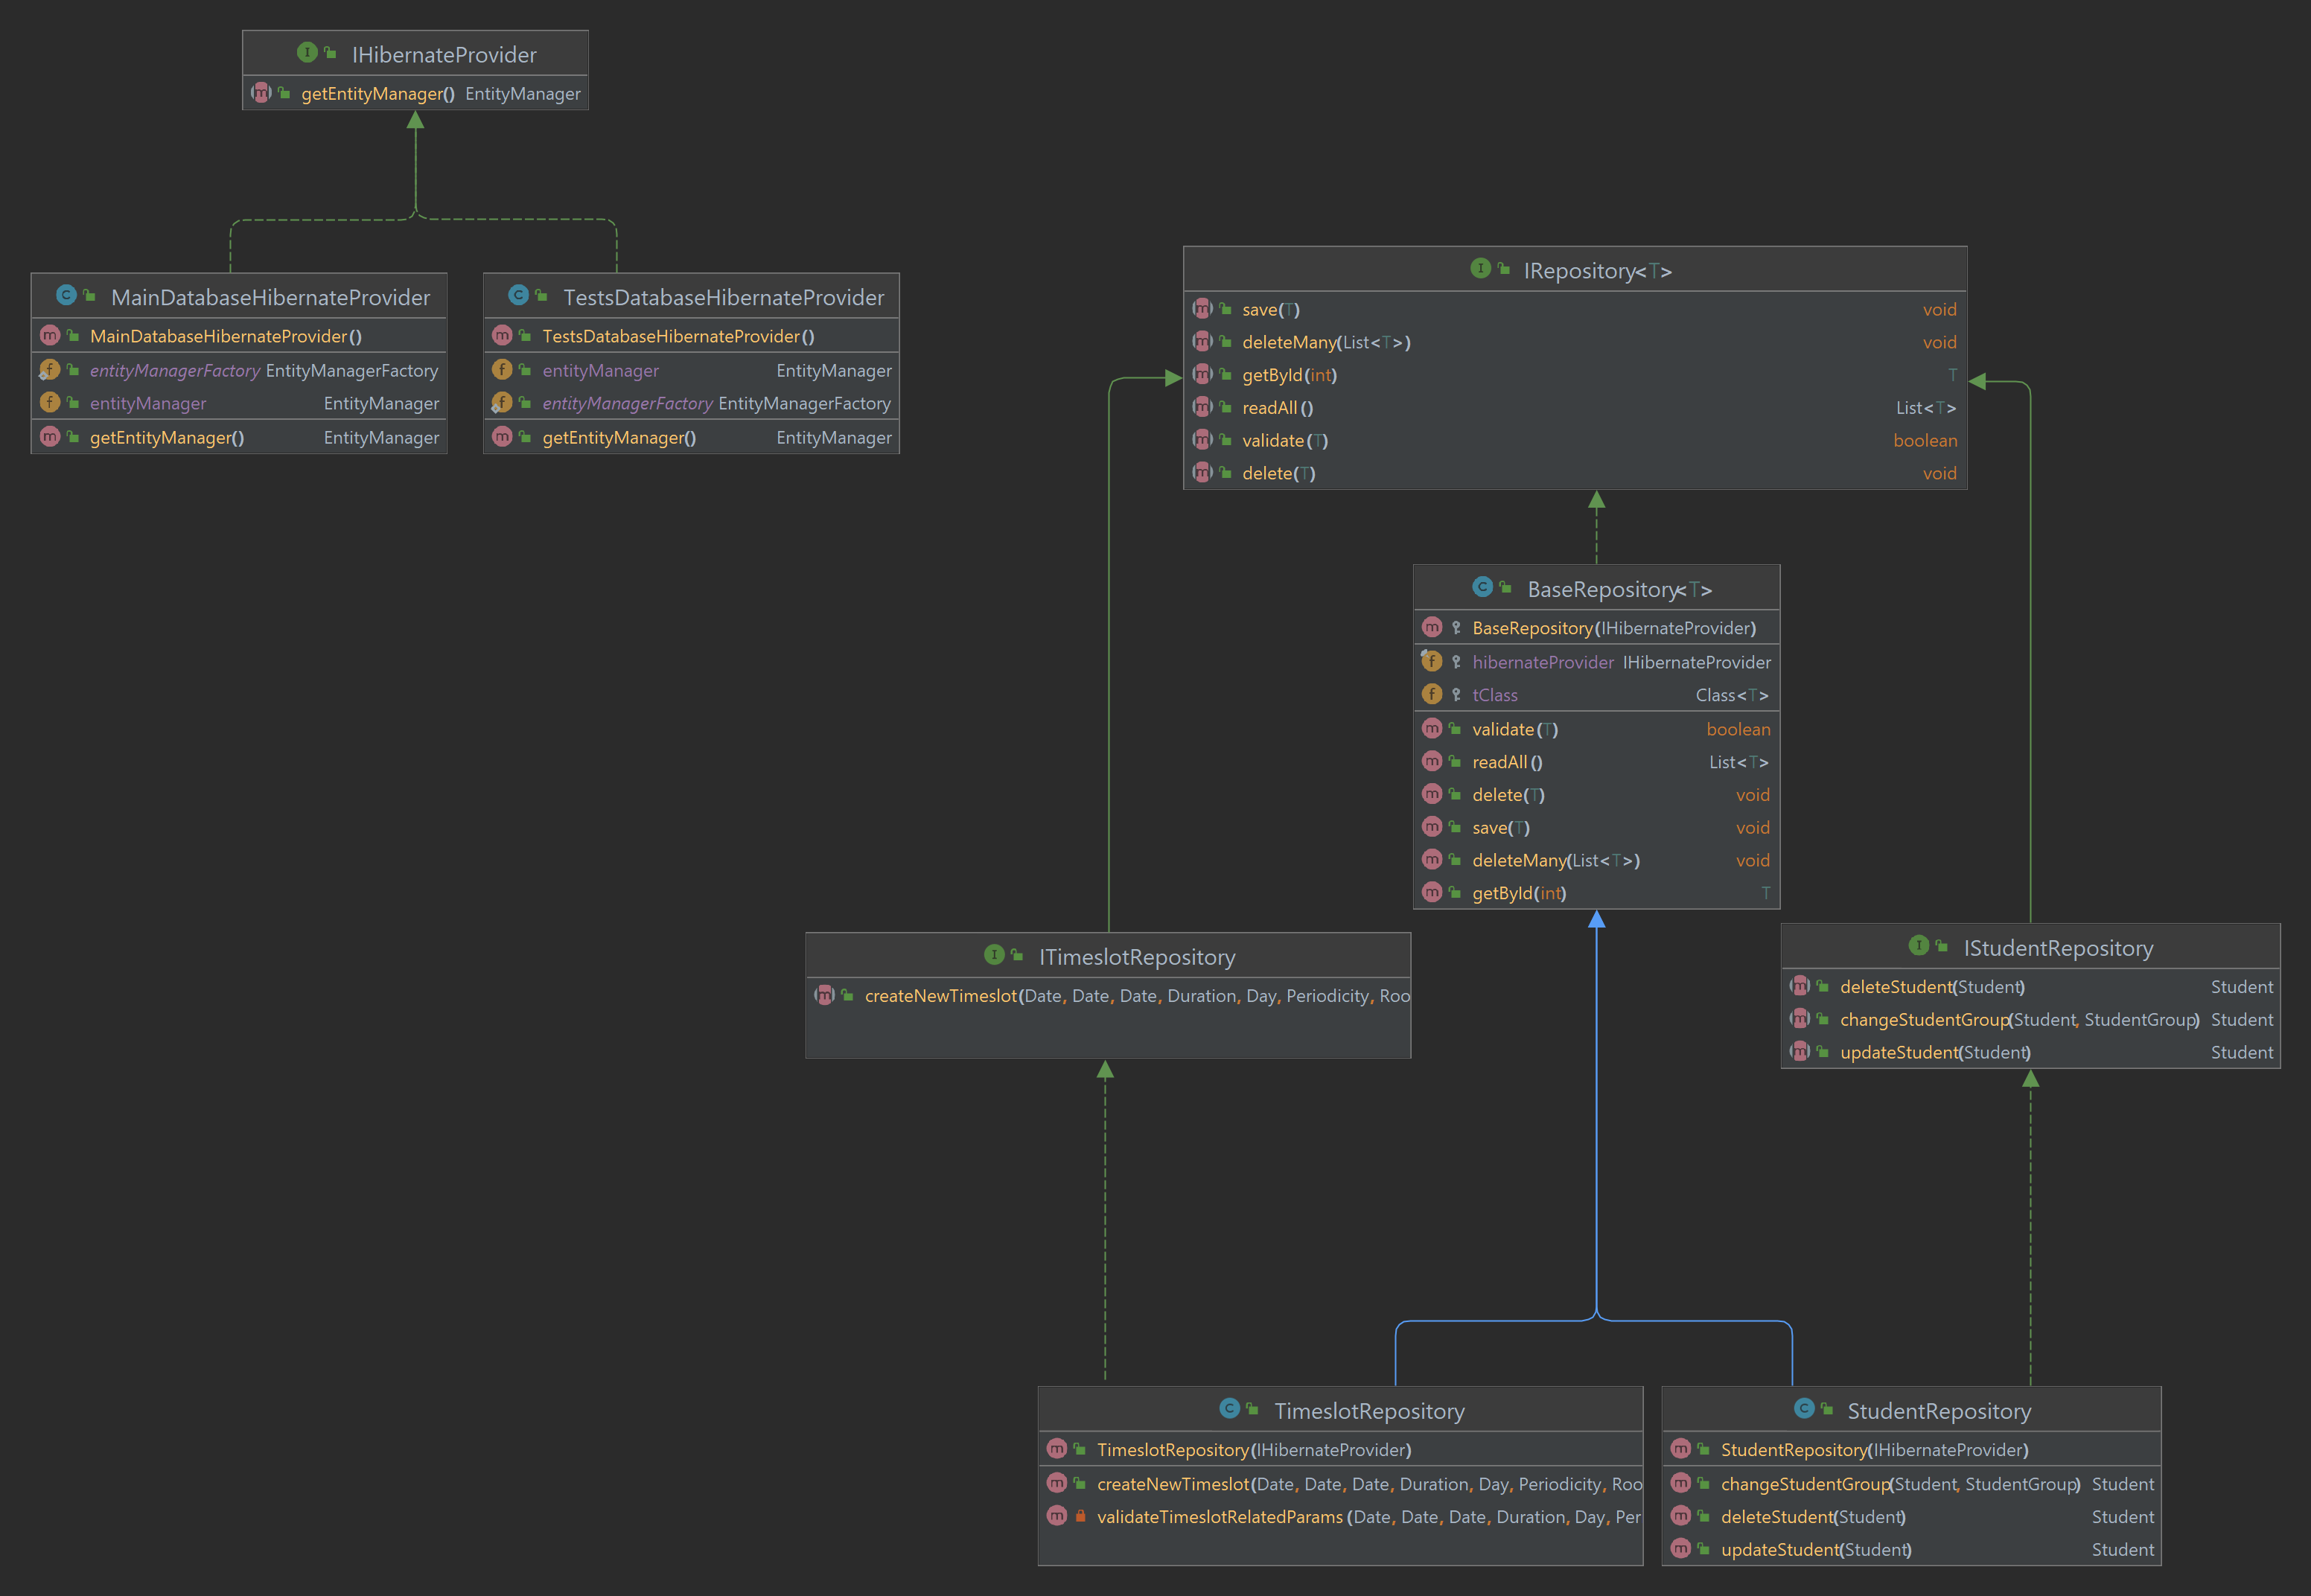 IHibernateProvider
getEntityManager() EntityManager
MainDatabaseHibernateProvider
MainDatabaseHibernateProvider()
entityManagerFactory EntityManagerFactory
entityManager EntityManager
getEntityManager() EntityManager
TestsDatabaseHibernateProvider
TestsDatabaseHibernateProvider()
entityManager EntityManager
entityManagerFactory EntityManagerFactory
getEntityManager() EntityManager
IRepository<T>
save(T) void
deleteMany(List<T>) void
getById(int) T
readAll() List<T>
validate(T) boolean
delete(T) void
BaseRepository<T>
BaseRepository(IHibernateProvider)
hibernateProvider IHibernateProvider
tClass Class<T>
validate(T) boolean
readAll() List<T>
delete(T) void
save(T) void
deleteMany(List<T>) void
getById(int) T
ITimeslotRepository
createNewTimeslot(Date, Date, Date, Duration, Day, Periodicity, Roo
IStudentRepository
deleteStudent(Student) Student
changeStudentGroup(Student, StudentGroup) Student
updateStudent(Student) Student
TimeslotRepository
TimeslotRepository(IHibernateProvider)
createNewTimeslot(Date, Date, Date, Duration, Day, Periodicity, Roo
validateTimeslotRelatedParams(Date, Date, Date, Duration, Day, Per
StudentRepository
StudentRepository(IHibernateProvider)
changeStudentGroup(Student, StudentGroup) Student
deleteStudent(Student) Student
updateStudent(Student) Student